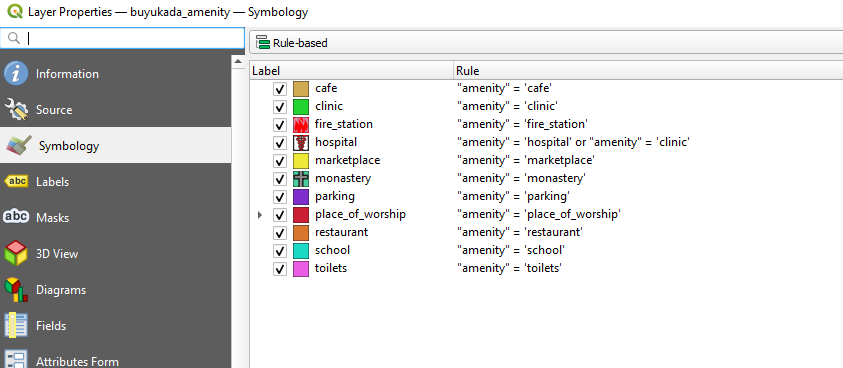 Layer Properties — buyukada_amenity — Symbology
Rule-based
Label Rule
Information
Source
Symbology
abc Labels
abc Masks
3D View
Diagrams
Fields
Attributes Form
cafe "amenity" = 'cafe'
clinic "amenity" = 'clinic'
fire_station "amenity" = 'fire_station'
hospital "amenity" = 'hospital' or "amenity" = 'clinic'
marketplace "amenity" = 'marketplace'
monastery "amenity" = 'monastery'
parking "amenity" = 'parking'
place_of_worship "amenity" = 'place_of_worship'
restaurant "amenity" = 'restaurant'
school "amenity" = 'school'
toilets "amenity" = 'toilets'